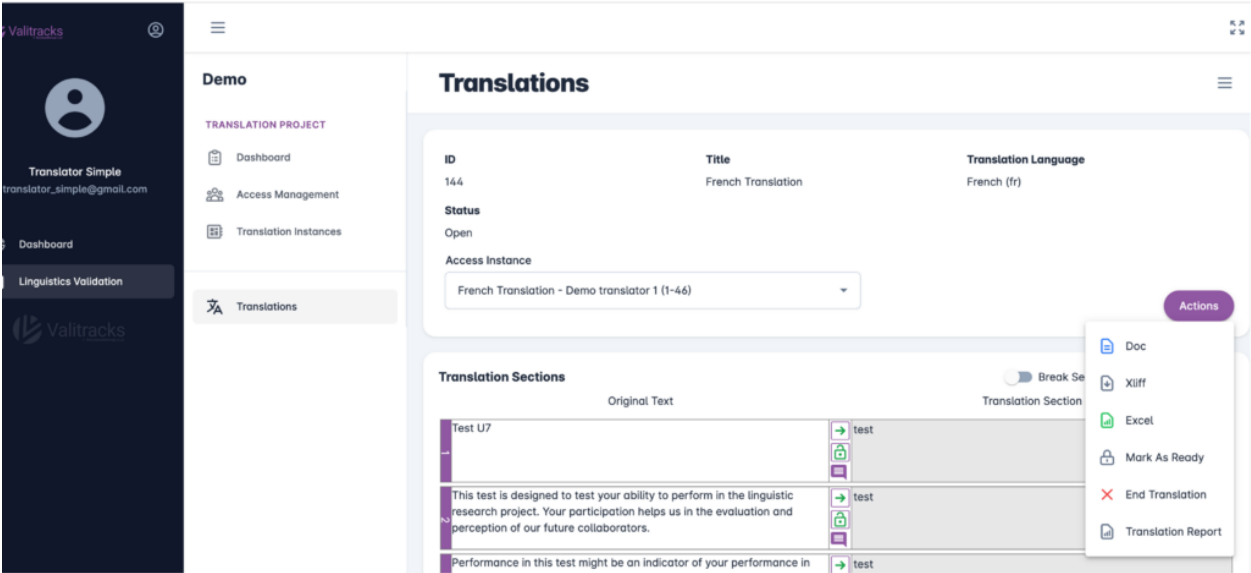 Valitracks
Translator Simple
translator_simple@gmail.com
Dashboard
Linguistics Validation
Valitracks
Demo
TRANSLATION PROJECT
Dashboard
Access Management
Translation Instances
Translations
Translations
ID
144
Title
French Translation
Translation Language
French (fr)
Status
Open
Access Instance
French Translation - Demo translator 1 (1-46)
Actions
Doc
Xliff
Excel
Mark As Ready
End Translation
Translation Report
Translation Sections
Break Se
Original Text
Translation Section
1
Test U7
test
2
This test is designed to test your ability to perform in the linguistic
research project. Your participation helps us in the evaluation and
perception of our future collaborators.
test
Performance in this test might be an indicator of your performance in
test